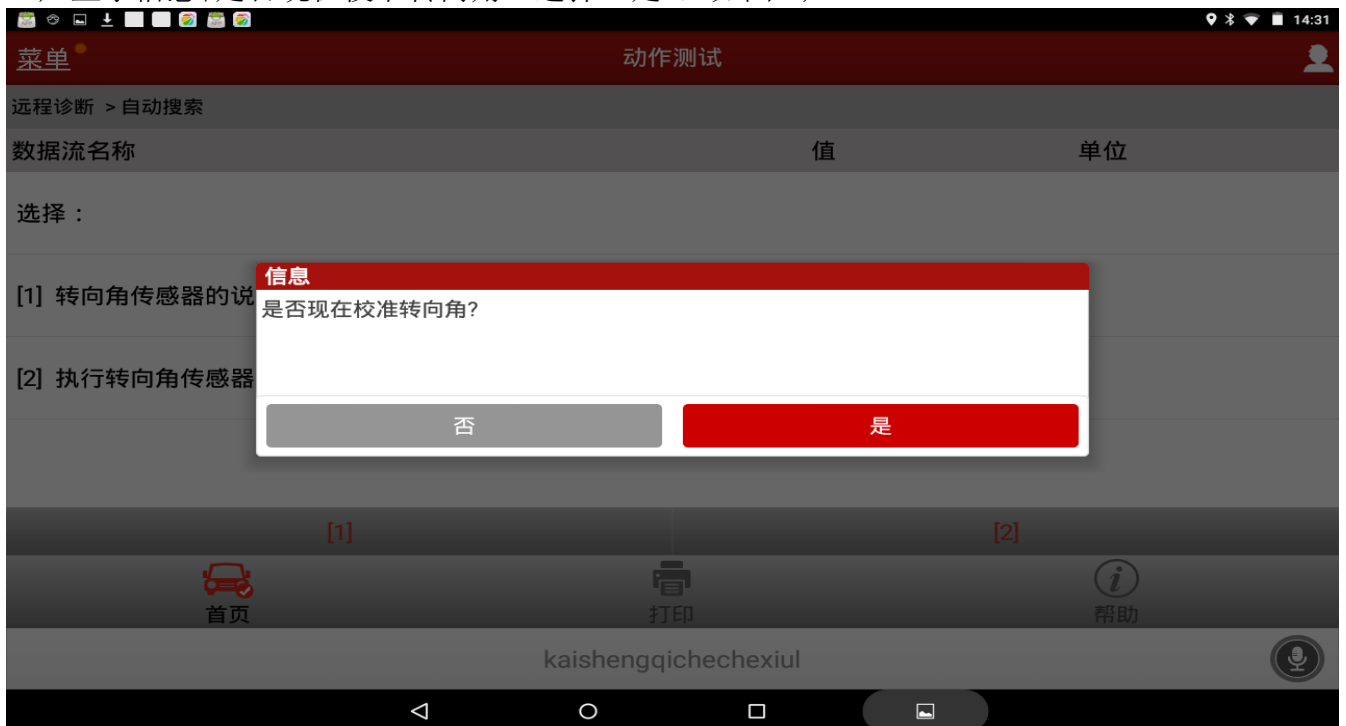 14:31
菜单
动作测试
远程诊断 >自动搜索
数据流名称 值 单位
选择：
[1] 转向角传感器的说
信息
是否现在校准转向角?
[2] 执行转向角传感器
否 是
[1] [2]
首页 打印 帮助
kaishengqichechexiul